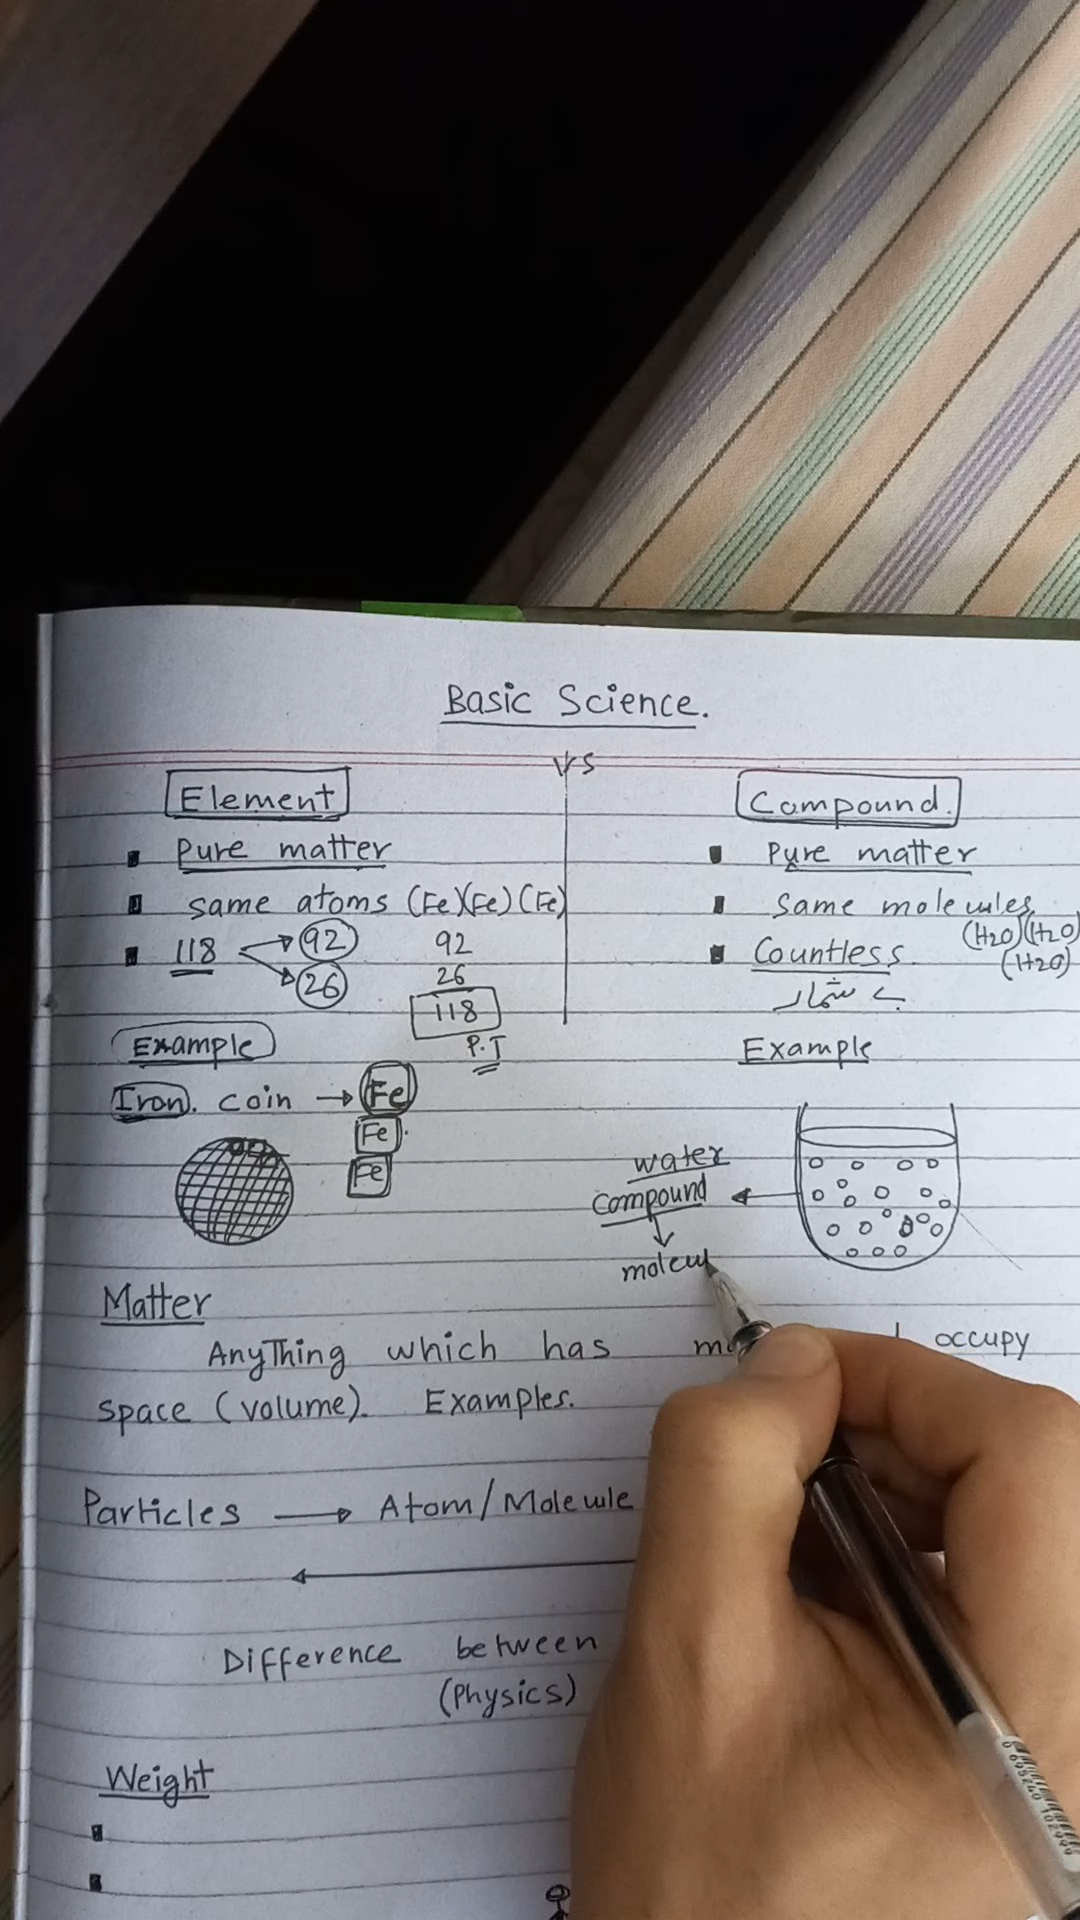 Basic Science.
VS
Element
Pure matter
same atoms (Fe)(Fe)(Fe)
118 92 92
26 26
118
P.T
Example
Iron. coin → Fe
Fe
Fe
Compound.
Pure matter
Same molecules
(H2O)(H2O)
Countless. (H2O)
بے شمار
Example
water
Compound
molecu
Matter
AnyThing which has occupy
space (volume). Examples.
Particles → Atom/Molecule
Difference between
(Physics)
Weight